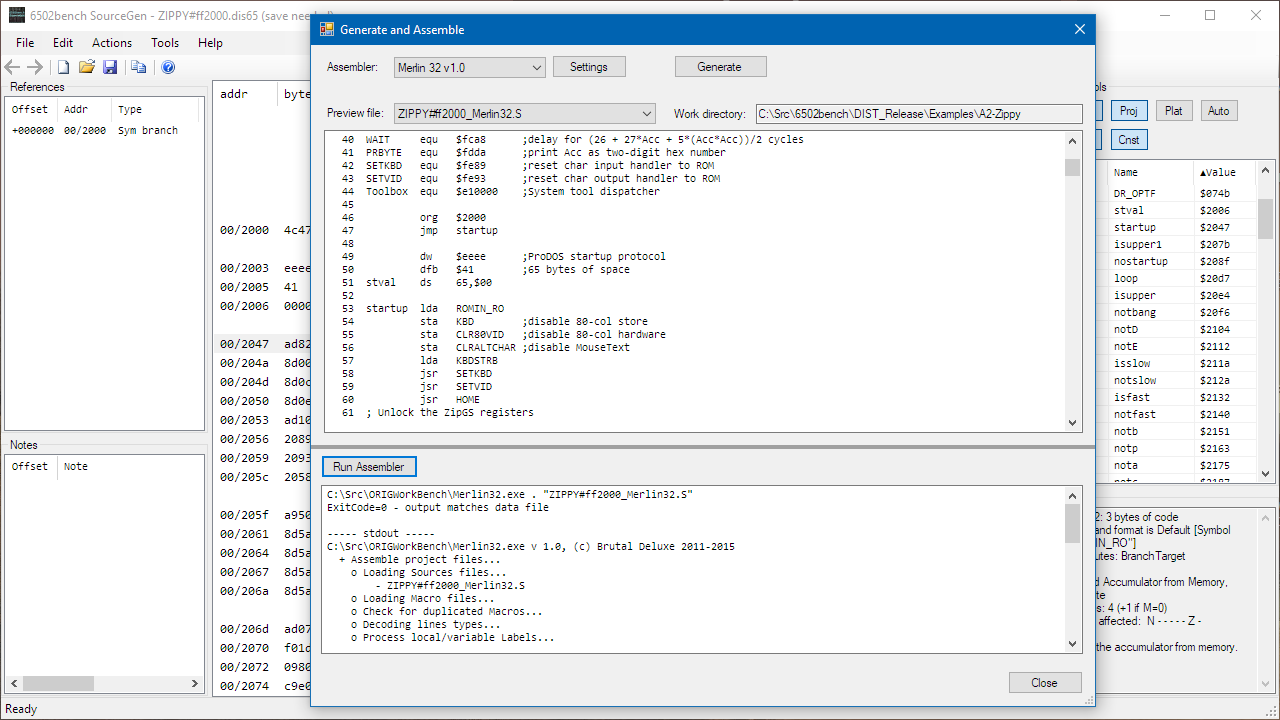 6502bench SourceGen - ZIPPY#ff2000.dis65 (save nee
File Edit Actions Tools Help
References
Offset Addr Type
+000000 00/2000 Sym branch
Notes
Offset Note
addr byte
00/2000 4c47
00/2003 eeee
00/2005 41
00/2006 0000
00/2047 ad82
00/204a 8d00
00/204d 8d0c
00/2050 8d0e
00/2053 ad10
00/2056 2089
00/2059 2093
00/205c 2058
00/205f a950
00/2061 8d5a
00/2064 8d5a
00/2067 8d5a
00/206a 8d5a
00/206d ad07
00/2070 f01d
00/2072 0980
00/2074 c9e0
Generate and Assemble
Assembler: Merlin 32 v1.0 Settings Generate
Preview file: ZIPPY#ff2000_Merlin32.S Work directory: C:\Src\6502bench\DIST_Release\Examples\A2-Zippy
40 WAIT equ $fca8 ;delay for (26 + 27*Acc + 5*(Acc*Acc))/2 cycles
41 PRBYTE equ $fdda ;print Acc as two-digit hex number
42 SETKBD equ $fe89 ;reset char input handler to ROM
43 SETVID equ $fe93 ;reset char output handler to ROM
44 Toolbox equ $e10000 ;System tool dispatcher
45
46 org $2000
47 jmp startup
48
49 dw $eeee ;ProDOS startup protocol
50 dfb $41 ;65 bytes of space
51 stval ds 65,$00
52
53 startup lda ROMIN_RO
54 sta KBD ;disable 80-col store
55 sta CLR80VID ;disable 80-col hardware
56 sta CLRALTCHAR ;disable MouseText
57 lda KBDSTRB
58 jsr SETKBD
59 jsr SETVID
60 jsr HOME
61 ; Unlock the ZipGS registers
Run Assembler
C:\Src\ORIGWorkBench\Merlin32.exe . "ZIPPY#ff2000_Merlin32.S"
ExitCode=0 - output matches data file
----- stdout -----
C:\Src\ORIGWorkBench\Merlin32.exe v 1.0, (c) Brutal Deluxe 2011-2015
+ Assemble project files...
o Loading Sources files...
- ZIPPY#ff2000_Merlin32.S
o Loading Macro files...
o Check for duplicated Macros...
o Decoding lines types...
o Process local/variable Labels...
Close
ols
Proj Plat Auto
Cnst
Name ▲Value
DR_OPTF $074b
stval $2006
startup $2047
isupper1 $207b
nostartup $208f
loop $20d7
isupper $20e4
notbang $20f6
notD $2104
notE $2112
isslow $211a
notslow $212a
isfast $2132
notfast $2140
notb $2151
notp $2163
nota $2175
2: 3 bytes of code
and format is Default [Symbol
IN_RO"]
utes: BranchTarget
d Accumulator from Memory,
te
s: 4 (+1 if M=0)
affected: N - - - - - Z -
the accumulator from memory.
Ready